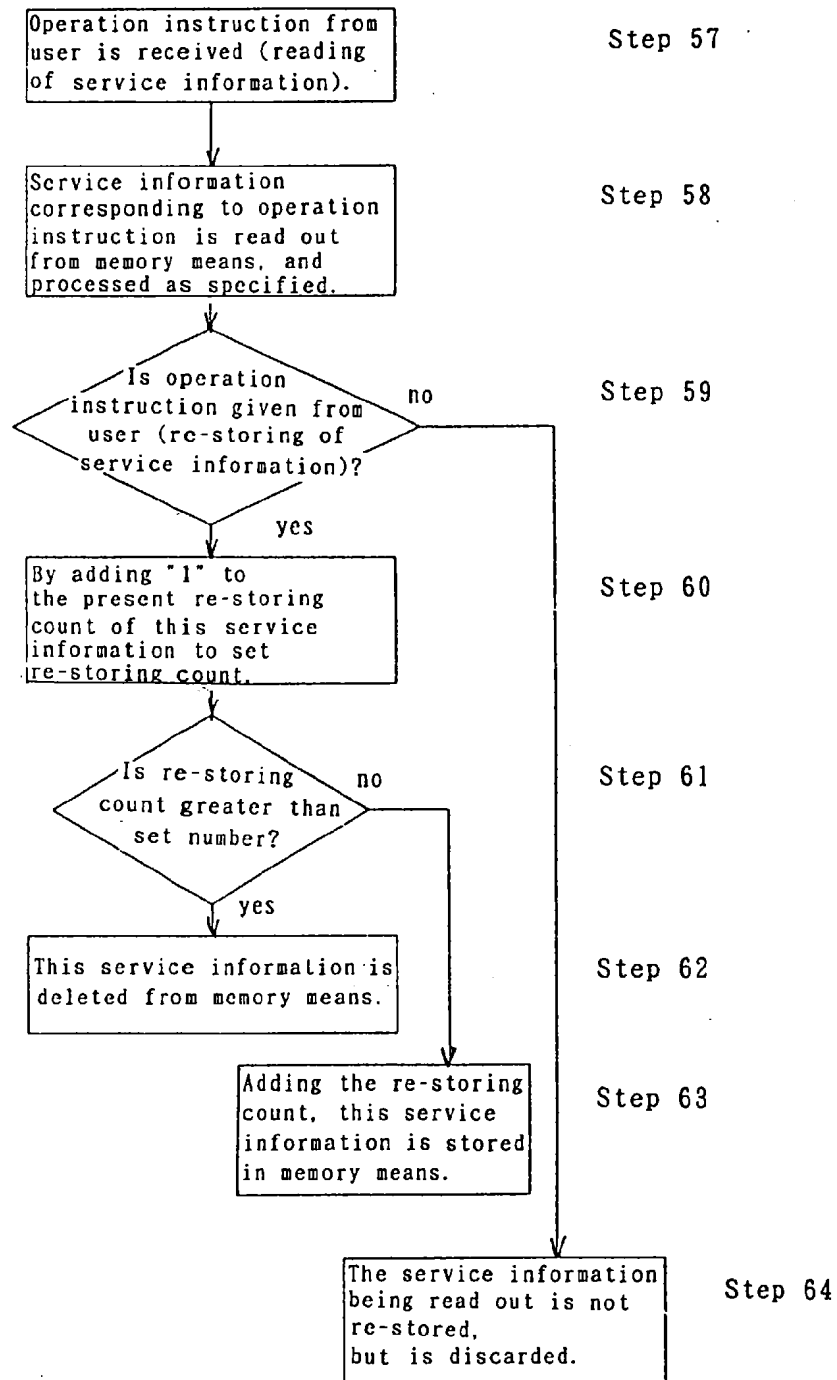 Operation instruction from
user is received (reading
of service information).
Step 57
Service information
corresponding to operation
instruction is read out
from memory means, and
processed as specified.
Step 58
Is operation
instruction given from
user (re-storing of
service information)?
no
Step 59
yes
By adding "1" to
the present re-storing
count of this service
information to set
re-storing count.
Step 60
Is re-storing
count greater than
set number?
no
Step 61
yes
This service information is
deleted from memory means.
Step 62
Adding the re-storing
count, this service
information is stored
in memory means.
Step 63
The service information
being read out is not
re-stored,
but is discarded.
Step 64